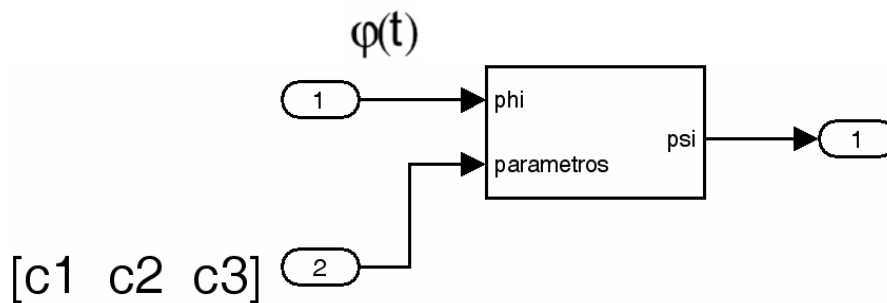 φ(t)
1
phi
psi
1
parametros
[c1 c2 c3]
2